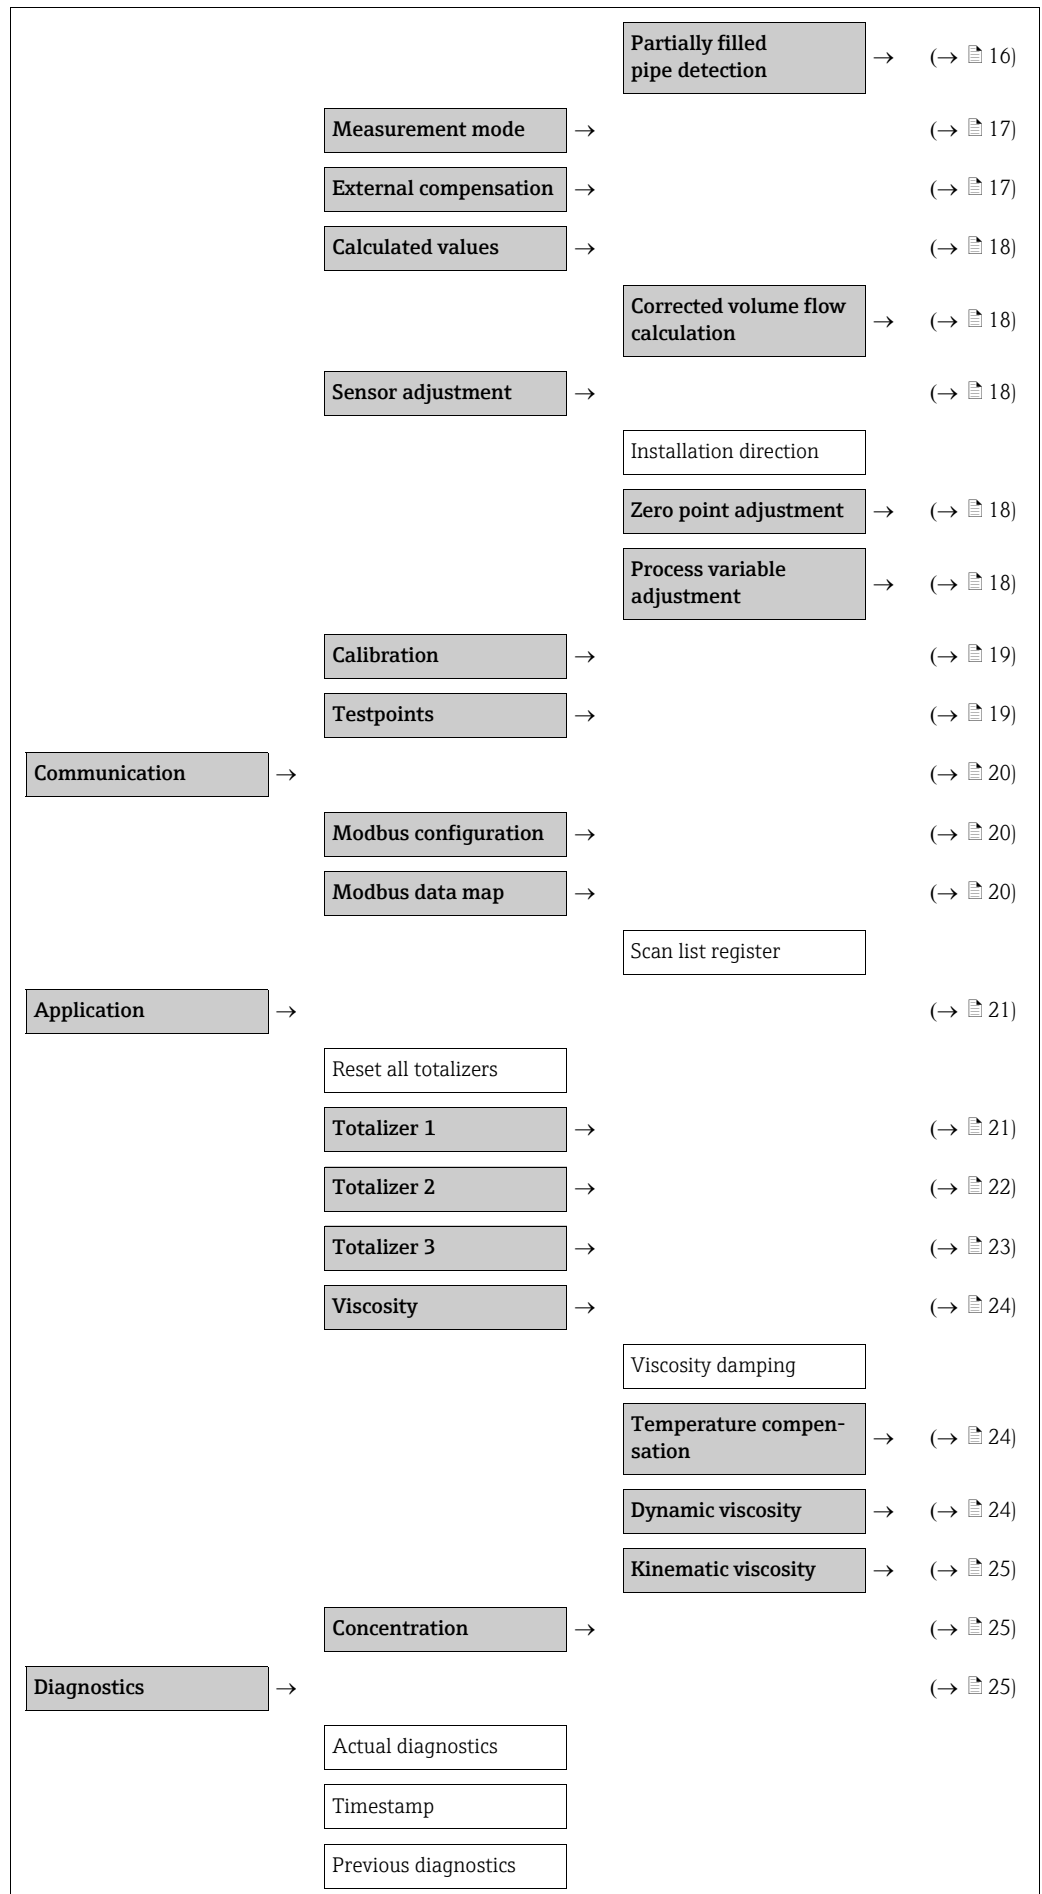 Partially filled
pipe detection → (→ 16)
Measurement mode → (→ 17)
External compensation → (→ 17)
Calculated values → (→ 18)
Corrected volume flow
calculation → (→ 18)
Sensor adjustment → (→ 18)
Installation direction
Zero point adjustment → (→ 18)
Process variable
adjustment → (→ 18)
Calibration → (→ 19)
Testpoints → (→ 19)
Communication → (→ 20)
Modbus configuration → (→ 20)
Modbus data map → (→ 20)
Scan list register
Application → (→ 21)
Reset all totalizers
Totalizer 1 → (→ 21)
Totalizer 2 → (→ 22)
Totalizer 3 → (→ 23)
Viscosity → (→ 24)
Viscosity damping
Temperature compen-
sation → (→ 24)
Dynamic viscosity → (→ 24)
Kinematic viscosity → (→ 25)
Concentration → (→ 25)
Diagnostics → (→ 25)
Actual diagnostics
Timestamp
Previous diagnostics